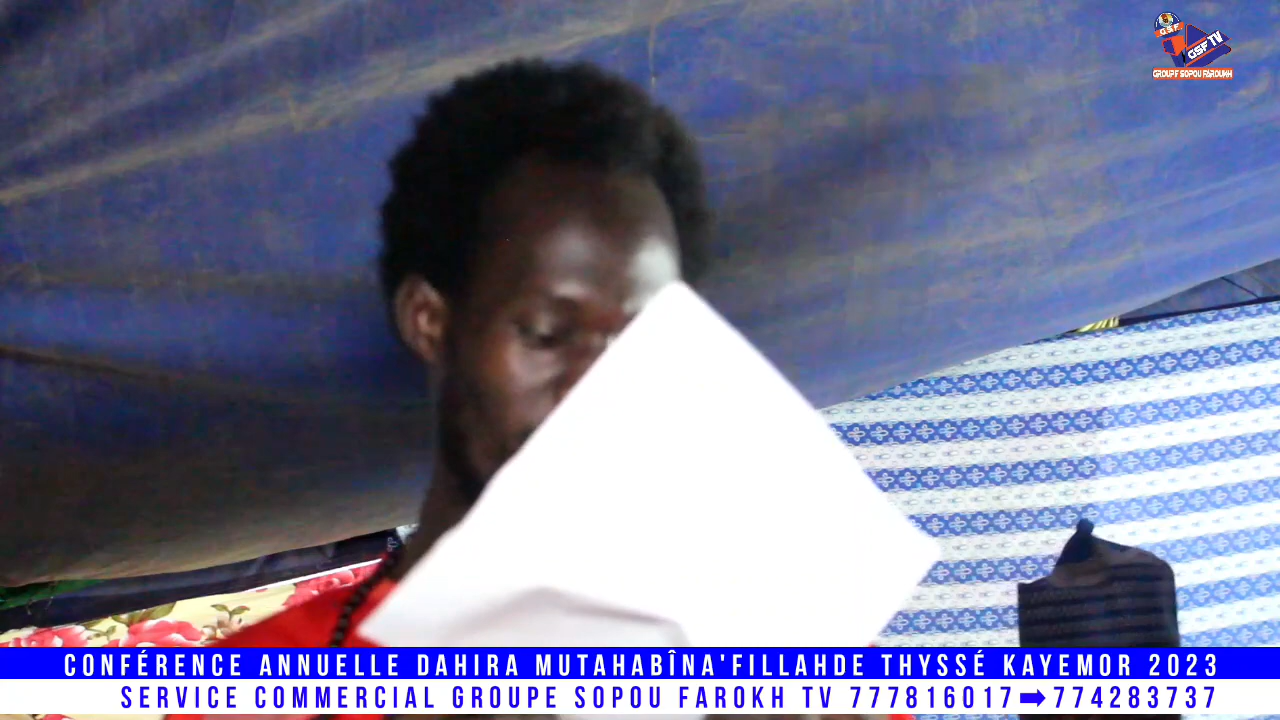 GSF
GSF TV
GROUPE SOPOU FAROUKH
CONFÉRENCE ANNUELLE DAHIRA MUTAHABÎNA'FILLAHDE THYSSÉ KAYEMOR 2023
SERVICE COMMERCIAL GROUPE SOPOU FAROKH TV 777816017➡774283737